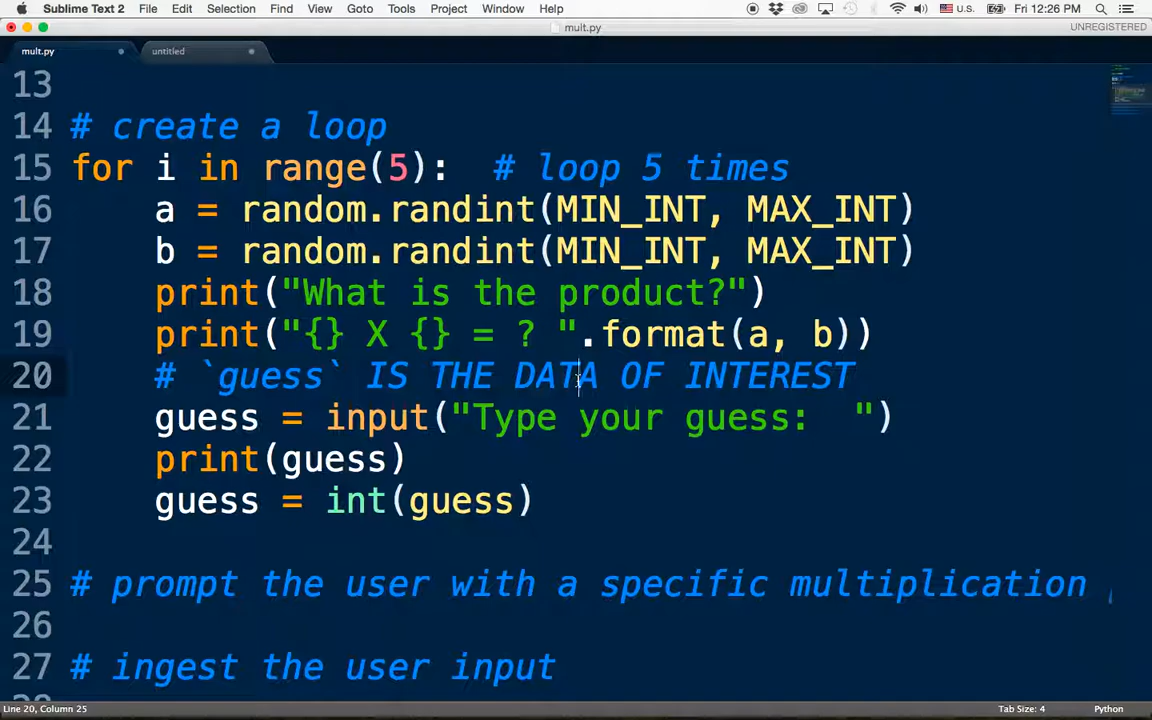 Sublime Text 2 File Edit Selection Find View Goto Tools Project Window Help U.S. Fri 12:26 PM
mult.py UNREGISTERED
mult.py untitled
13
14 # create a loop
15 for i in range(5):  # loop 5 times
16 a = random.randint(MIN_INT, MAX_INT)
17 b = random.randint(MIN_INT, MAX_INT)
18 print("What is the product?")
19 print("{} X {} = ? ".format(a, b))
20 # `guess` IS THE DATA OF INTEREST
21 guess = input("Type your guess:  ")
22 print(guess)
23 guess = int(guess)
24
25 # prompt the user with a specific multiplication
26
27 # ingest the user input
Line 20, Column 25 Tab Size: 4 Python